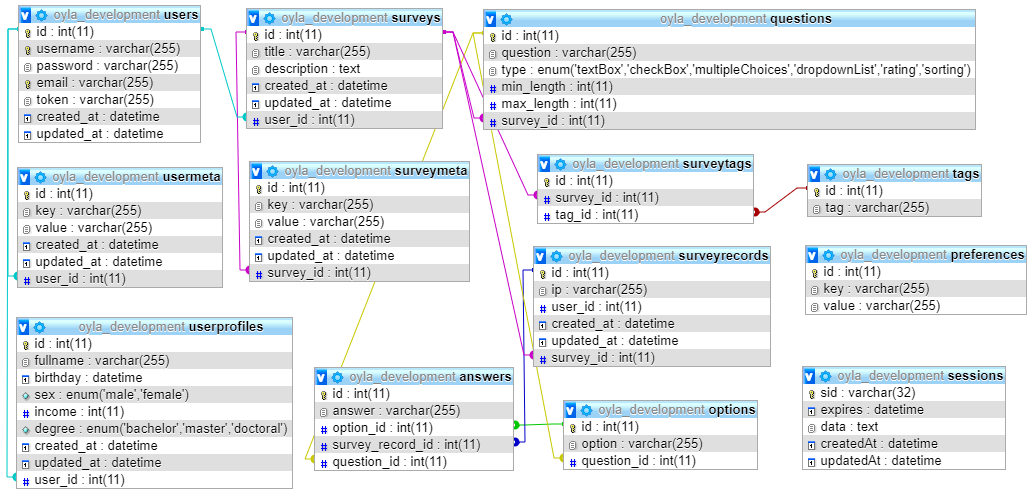 oyla_development users
id : int(11)
username : varchar(255)
password : varchar(255)
email : varchar(255)
token : varchar(255)
created_at : datetime
updated_at : datetime
oyla_development surveys
id : int(11)
title : varchar(255)
description : text
created_at : datetime
updated_at : datetime
user_id : int(11)
oyla_development questions
id : int(11)
question : varchar(255)
type : enum('textBox','checkBox','multipleChoices','dropdownList','rating','sorting')
min_length : int(11)
max_length : int(11)
survey_id : int(11)
oyla_development usermeta
id : int(11)
key : varchar(255)
value : varchar(255)
created_at : datetime
updated_at : datetime
user_id : int(11)
oyla_development surveymeta
id : int(11)
key : varchar(255)
value : varchar(255)
created_at : datetime
updated_at : datetime
survey_id : int(11)
oyla_development surveytags
id : int(11)
survey_id : int(11)
tag_id : int(11)
oyla_development tags
id : int(11)
tag : varchar(255)
oyla_development surveyrecords
id : int(11)
ip : varchar(255)
user_id : int(11)
created_at : datetime
updated_at : datetime
survey_id : int(11)
oyla_development preferences
id : int(11)
key : varchar(255)
value : varchar(255)
oyla_development userprofiles
id : int(11)
fullname : varchar(255)
birthday : datetime
sex : enum('male','female')
income : int(11)
degree : enum('bachelor','master','doctoral')
created_at : datetime
updated_at : datetime
user_id : int(11)
oyla_development answers
id : int(11)
answer : varchar(255)
option_id : int(11)
survey_record_id : int(11)
question_id : int(11)
oyla_development options
id : int(11)
option : varchar(255)
question_id : int(11)
oyla_development sessions
sid : varchar(32)
expires : datetime
data : text
createdAt : datetime
updatedAt : datetime